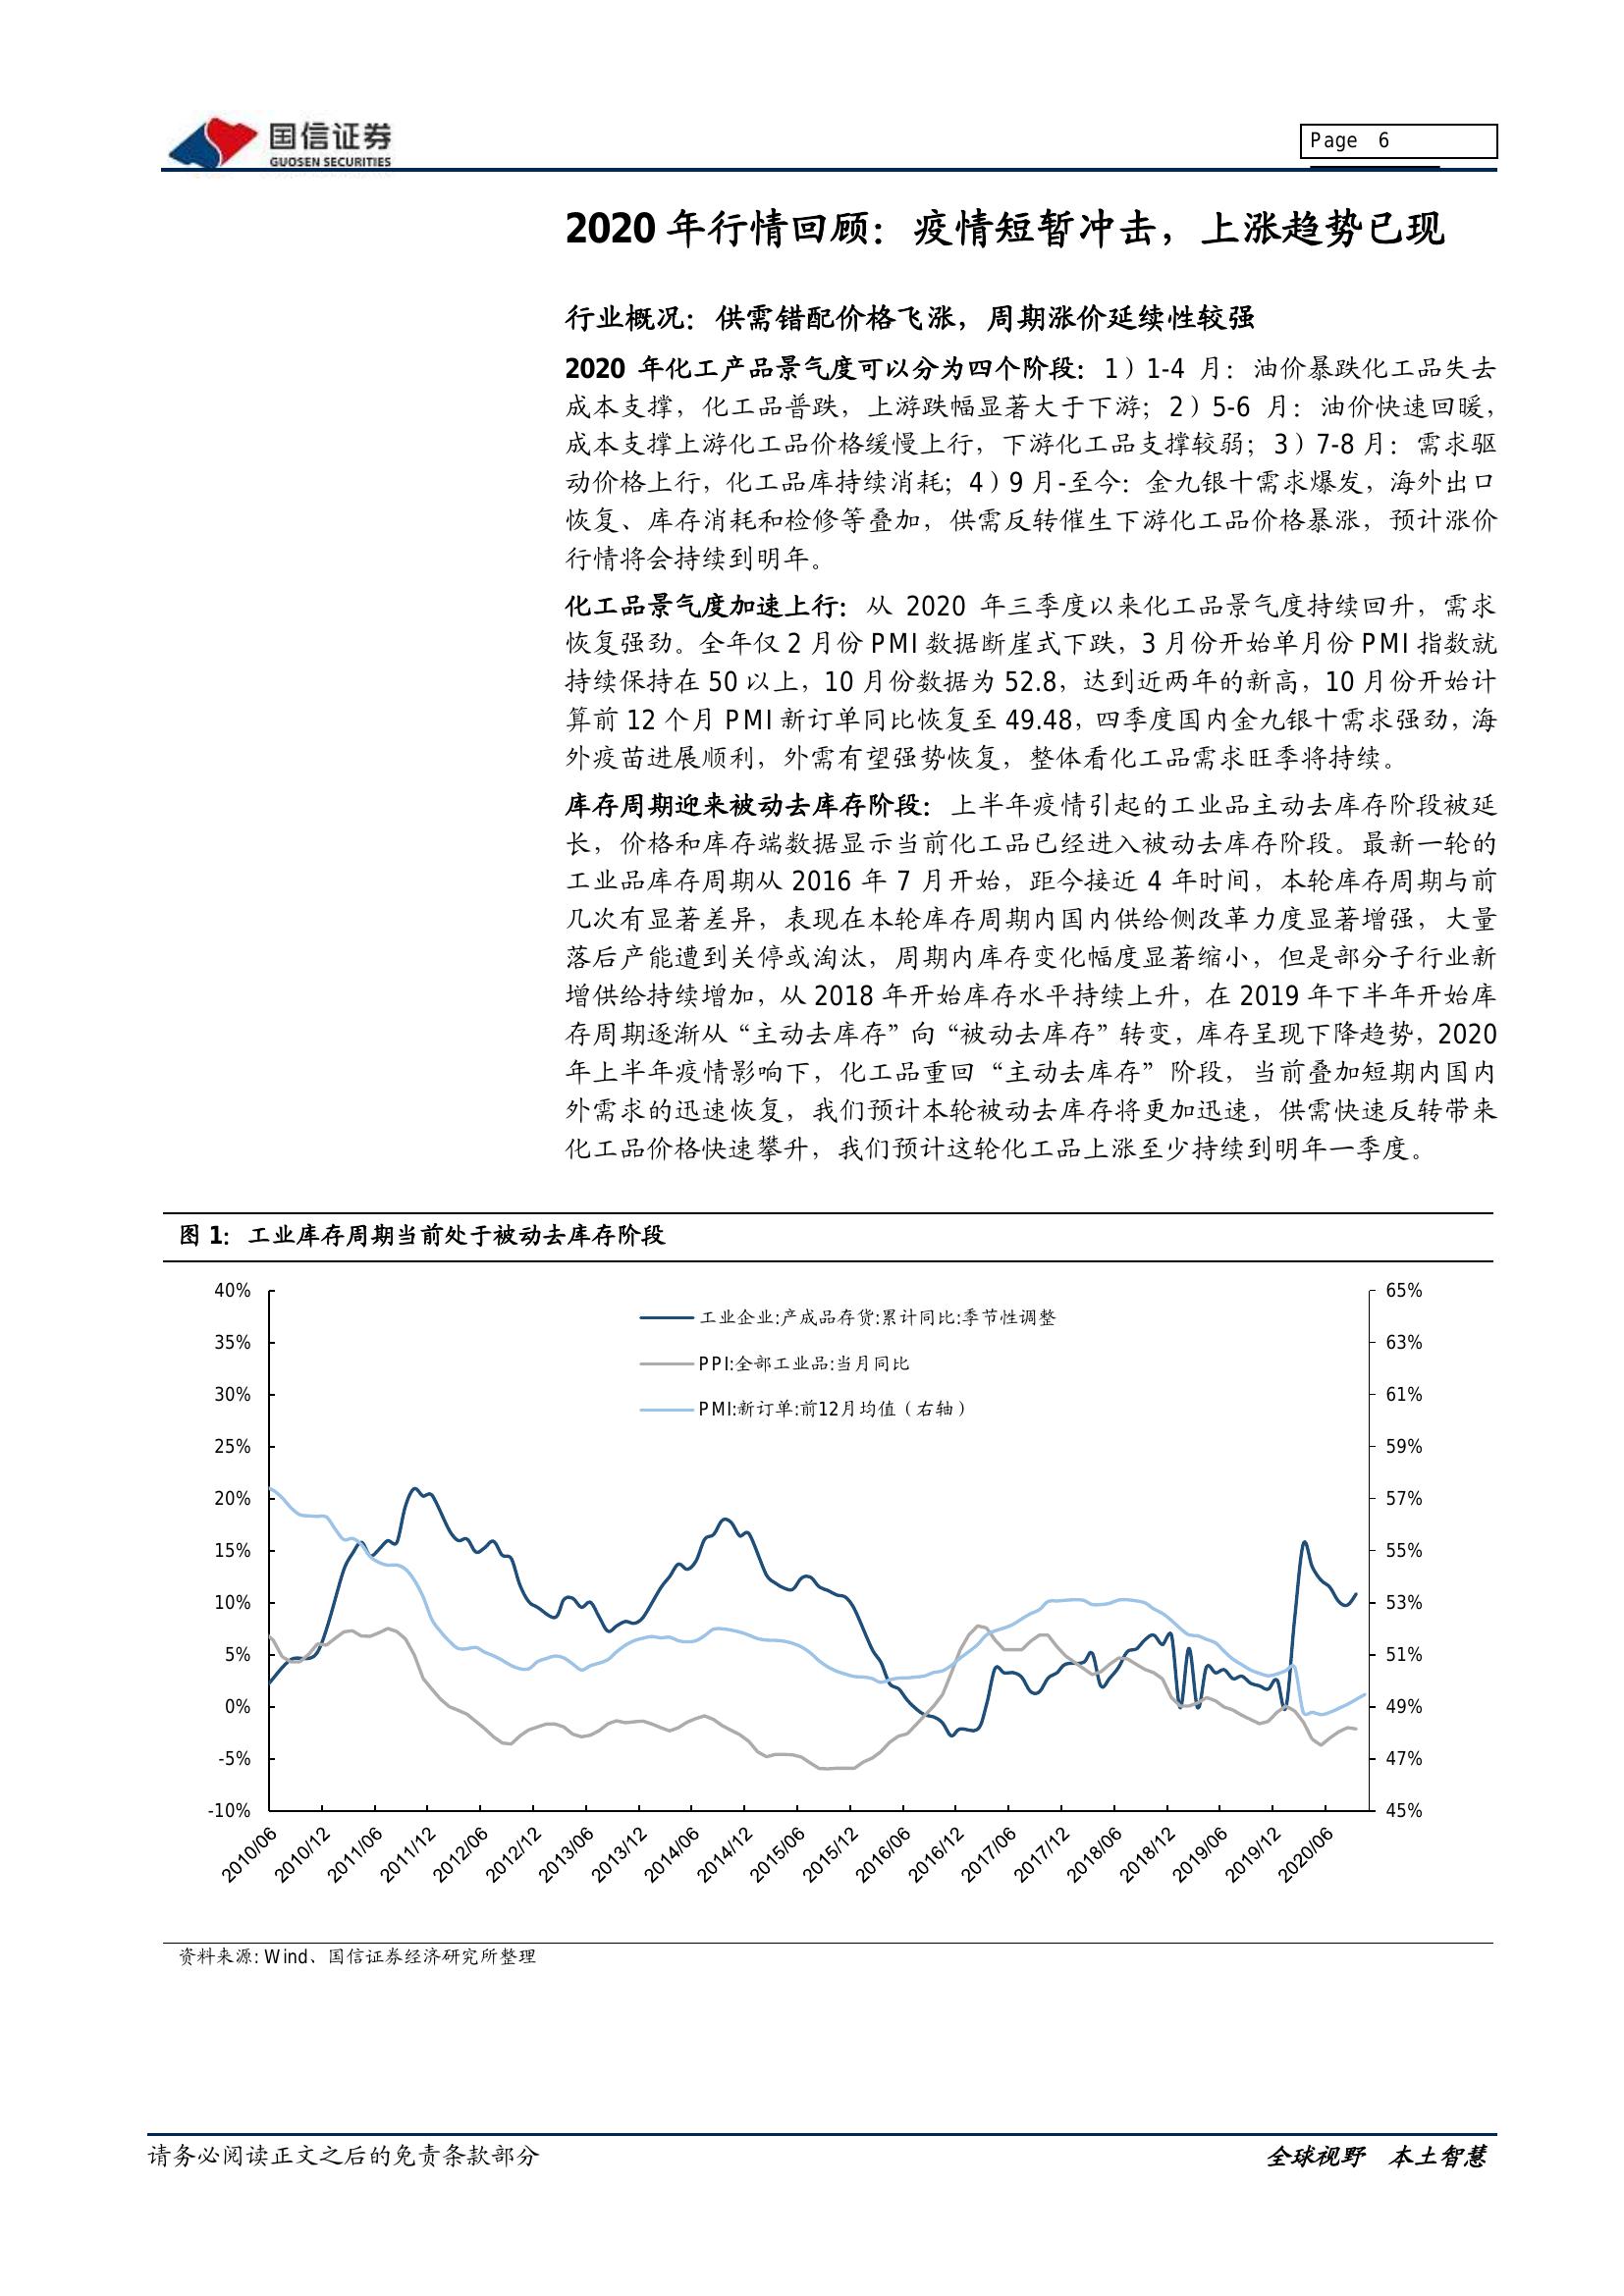 国信证券
GUOSEN SECURITIES
Page 6
2020 年行情回顾：疫情短暂冲击，上涨趋势已现
行业概况：供需错配价格飞涨，周期涨价延续性较强
2020 年化工产品景气度可以分为四个阶段：1）1-4 月：油价暴跌化工品失去
成本支撑，化工品普跌，上游跌幅显著大于下游；2）5-6 月：油价快速回暖，
成本支撑上游化工品价格缓慢上行，下游化工品支撑较弱；3）7-8 月：需求驱
动价格上行，化工品库持续消耗；4）9 月-至今：金九银十需求爆发，海外出口
恢复、库存消耗和检修等叠加，供需反转催生下游化工品价格暴涨，预计涨价
行情将会持续到明年。
化工品景气度加速上行：从 2020 年三季度以来化工品景气度持续回升，需求
恢复强劲。全年仅 2 月份 PMI 数据断崖式下跌，3 月份开始单月份 PMI 指数就
持续保持在 50 以上，10 月份数据为 52.8，达到近两年的新高，10 月份开始计
算前 12 个月 PMI 新订单同比恢复至 49.48，四季度国内金九银十需求强劲，海
外疫苗进展顺利，外需有望强势恢复，整体看化工品需求旺季将持续。
库存周期迎来被动去库存阶段：上半年疫情引起的工业品主动去库存阶段被延
长，价格和库存端数据显示当前化工品已经进入被动去库存阶段。最新一轮的
工业品库存周期从 2016 年 7 月开始，距今接近 4 年时间，本轮库存周期与前
几次有显著差异，表现在本轮库存周期内国内供给侧改革力度显著增强，大量
落后产能遭到关停或淘汰，周期内库存变化幅度显著缩小，但是部分子行业新
增供给持续增加，从 2018 年开始库存水平持续上升，在 2019 年下半年开始库
存周期逐渐从“主动去库存”向“被动去库存”转变，库存呈现下降趋势，2020
年上半年疫情影响下，化工品重回“主动去库存”阶段，当前叠加短期内国内
外需求的迅速恢复，我们预计本轮被动去库存将更加迅速，供需快速反转带来
化工品价格快速攀升，我们预计这轮化工品上涨至少持续到明年一季度。
图 1：工业库存周期当前处于被动去库存阶段
40%
35%
30%
25%
20%
15%
10%
5%
0%
-5%
-10%
工业企业:产成品存货:累计同比:季节性调整
PPI:全部工业品:当月同比
PMI:新订单:前12月均值（右轴）
65%
63%
61%
59%
57%
55%
53%
51%
49%
47%
45%
2010/06
2010/12
2011/06
2011/12
2012/06
2012/12
2013/06
2013/12
2014/06
2014/12
2015/06
2015/12
2016/06
2016/12
2017/06
2017/12
2018/06
2018/12
2019/06
2019/12
2020/06
资料来源: Wind、国信证券经济研究所整理
请务必阅读正文之后的免责条款部分
全球视野 本土智慧